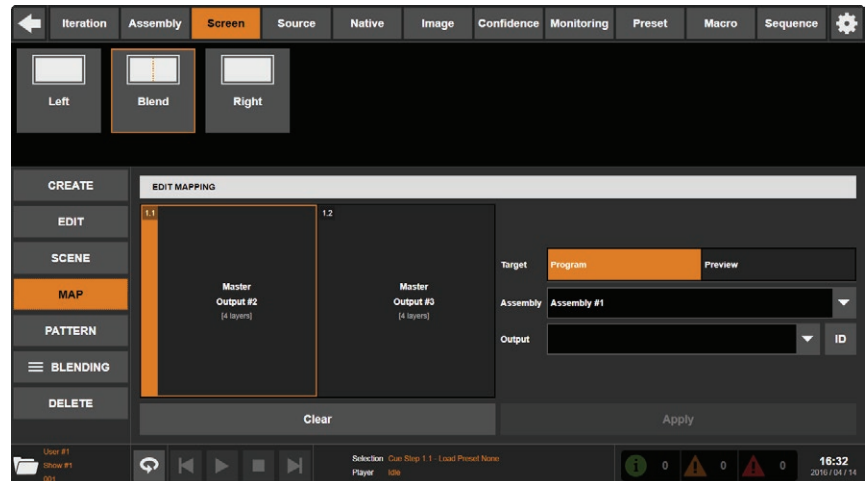 Iteration Assembly Screen Source Native Image Confidence Monitoring Preset Macro Sequence
Left Blend Right
CREATE
EDIT
SCENE
MAP
PATTERN
BLENDING
DELETE
EDIT MAPPING
1.1 1.2
Master
Output #2
[4 layers]
Master
Output #3
[4 layers]
Target Program Preview
Assembly Assembly #1
Output ID
Clear Apply
User #1
Show #1
001
Selection Cue Step 1.1 - Load Preset None
Player Idle
0 0 0
16:32
2016 / 04 / 14